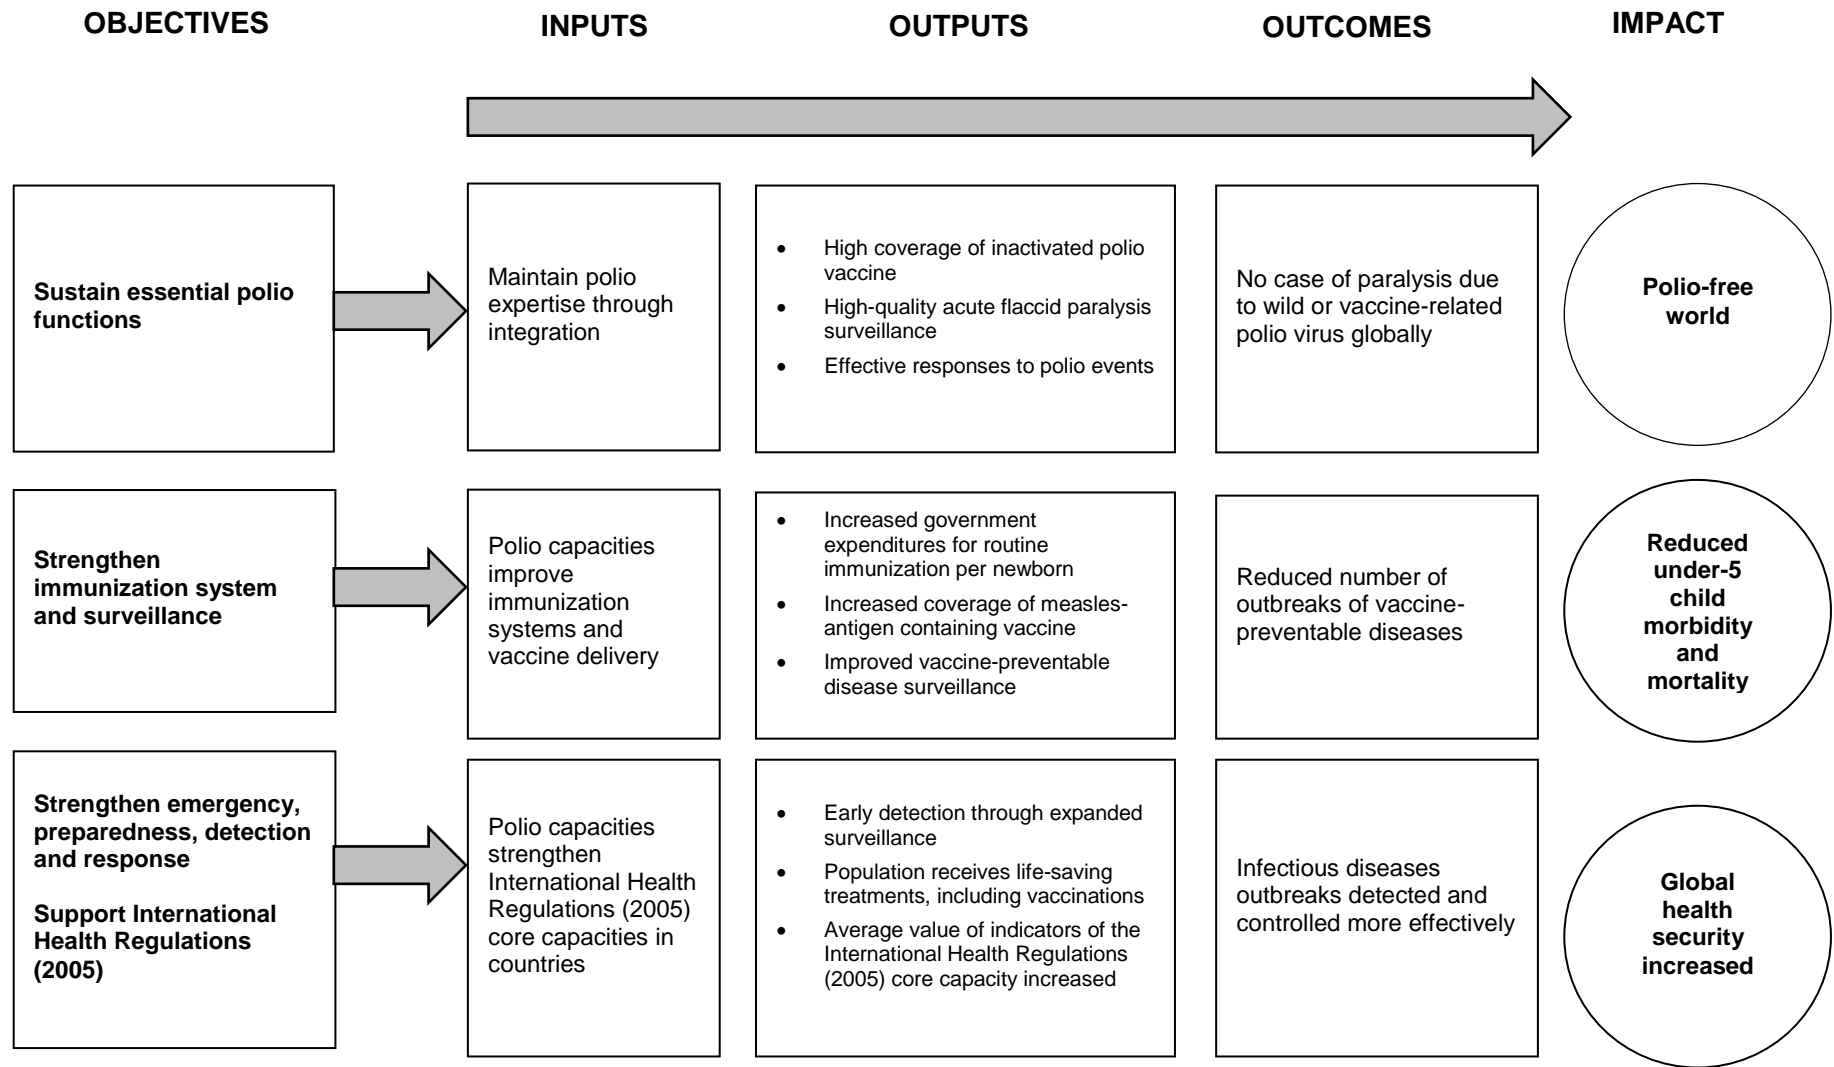 OBJECTIVES
INPUTS
OUTPUTS
OUTCOMES
IMPACT
Sustain essential polio
functions
Maintain polio
expertise through
integration
• High coverage of inactivated polio
vaccine
• High-quality acute flaccid paralysis
surveillance
• Effective responses to polio events
No case of paralysis due
to wild or vaccine-related
polio virus globally
Polio-free
world
Strengthen
immunization system
and surveillance
Polio capacities
improve
immunization
systems and
vaccine delivery
• Increased government
expenditures for routine
immunization per newborn
• Increased coverage of measles-
antigen containing vaccine
• Improved vaccine-preventable
disease surveillance
Reduced number of
outbreaks of vaccine-
preventable diseases
Reduced
under-5
child
morbidity
and
mortality
Strengthen emergency,
preparedness, detection
and response
Support International
Health Regulations
(2005)
Polio capacities
strengthen
International Health
Regulations (2005)
core capacities in
countries
• Early detection through expanded
surveillance
• Population receives life-saving
treatments, including vaccinations
• Average value of indicators of the
International Health Regulations
(2005) core capacity increased
Infectious diseases
outbreaks detected and
controlled more effectively
Global
health
security
increased